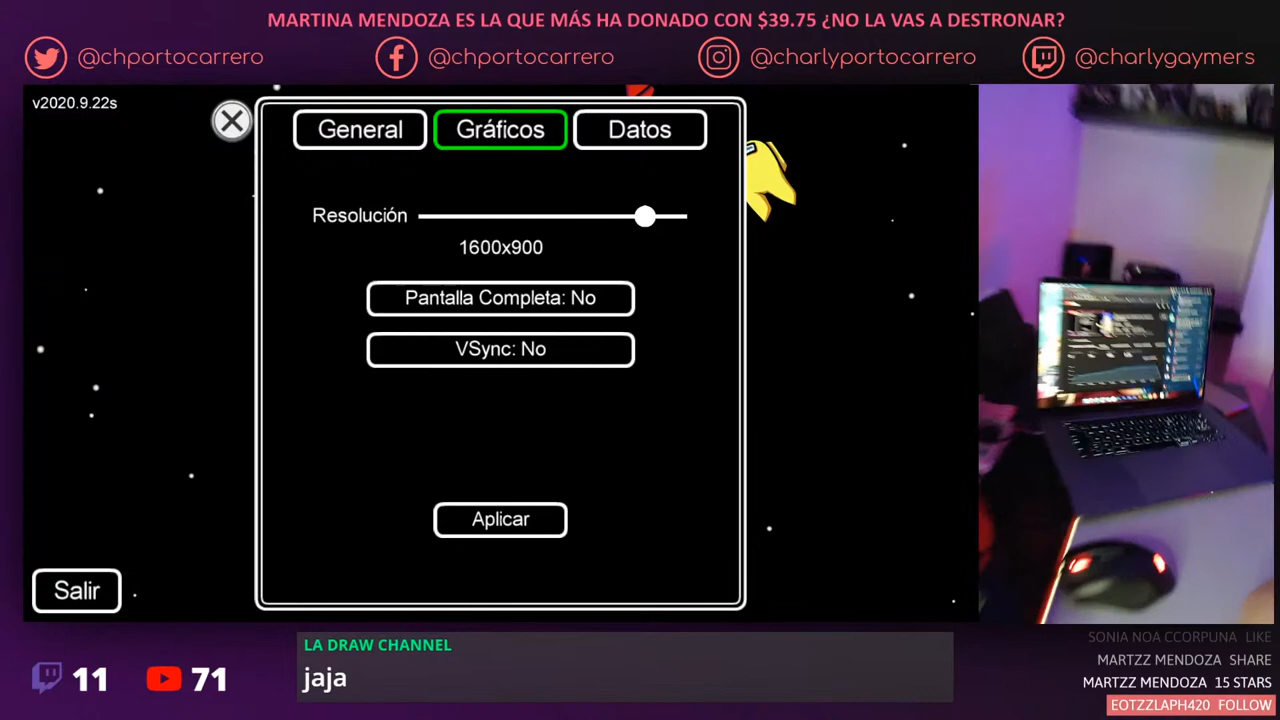 MARTINA MENDOZA ES LA QUE MÁS HA DONADO CON $39.75 ¿NO LA VAS A DESTRONAR?
@chportocarrero
@chportocarrero
@charlyportocarrero
@charlygaymers
v2020.9.22s
General
Gráficos
Datos
Resolución
1600x900
Pantalla Completa: No
VSync: No
Aplicar
Salir
11
71
LA DRAW CHANNEL
jaja
SONIA NOA CCORPUNA LIKE
MARTZZ MENDOZA SHARE
MARTZZ MENDOZA 15 STARS
EOTZZLAPH420 FOLLOW